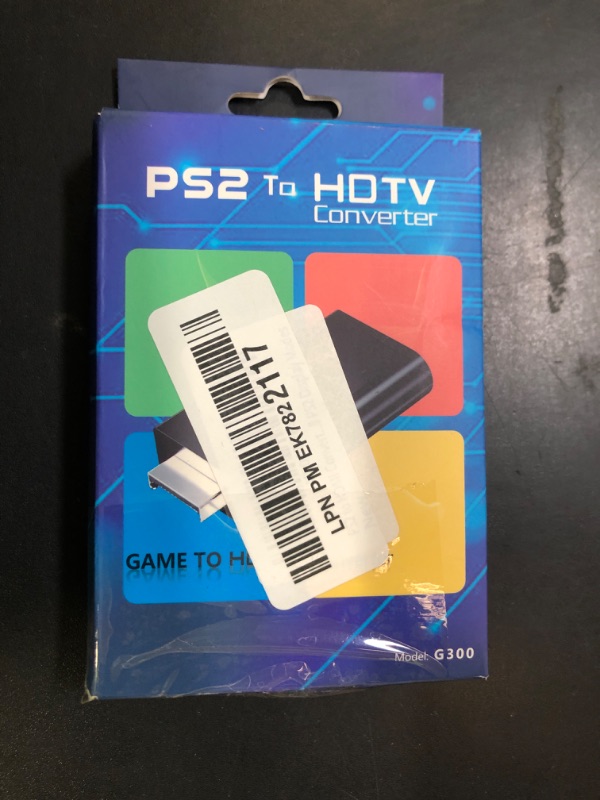 PS2 To HDTV
Converter
LPN PM EK7822117
GAME TO
Model: G300